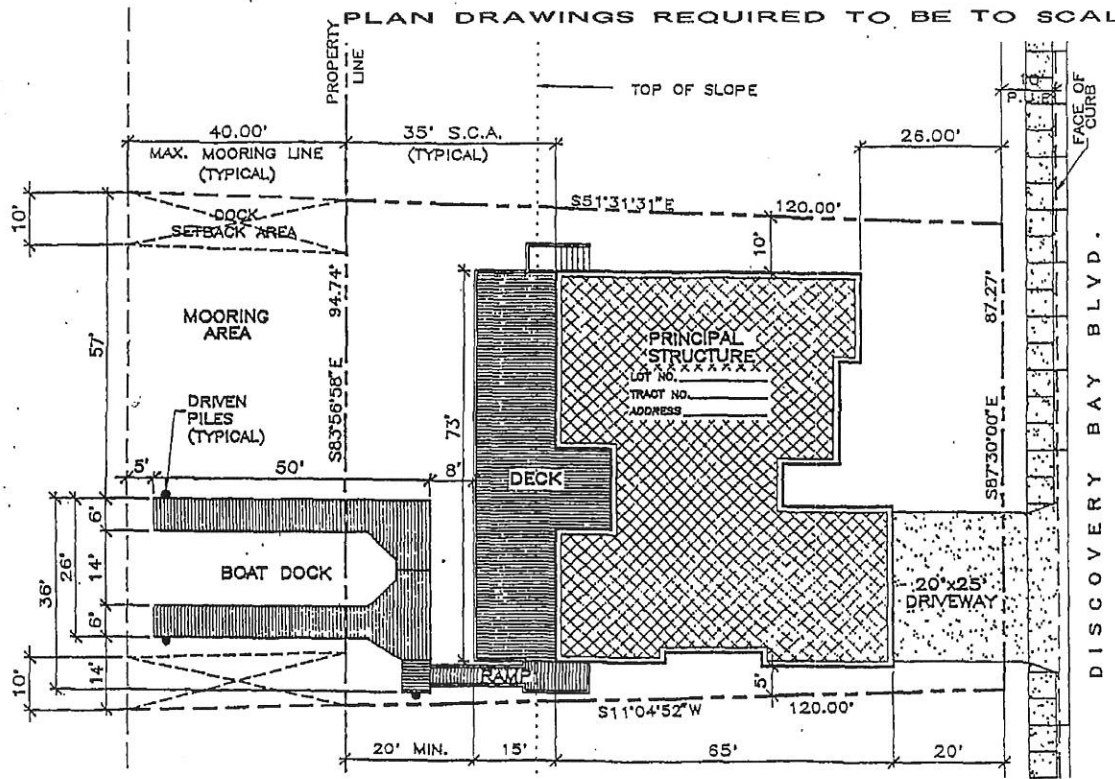 PLAN DRAWINGS REQUIRED TO BE TO SCAL
PROPERTY
LINE
TOP OF SLOPE
FACE OF
CURB
40.00'
MAX. MOORING LINE
(TYPICAL)
35' S.C.A.
(TYPICAL)
26.00'
10'
DOCK
SETBACK AREA
S51°31'31"E
120.00'
10'
94.74'
S83°56'58"E
87.27'
S87°30'00"E
57'
MOORING
AREA
PRINCIPAL
STRUCTURE
LOT NO.
TRACT NO.
ADDRESS
DRIVEN
PILES
(TYPICAL)
73'
5'
50'
8'
DECK
6'
36'
26'
14'
BOAT DOCK
6'
20'x25'
DRIVEWAY
DISCOVERY BAY BLVD.
10'
14'
RAMP
5'
S11°04'52"W
120.00'
20' MIN.
15'
65'
20'